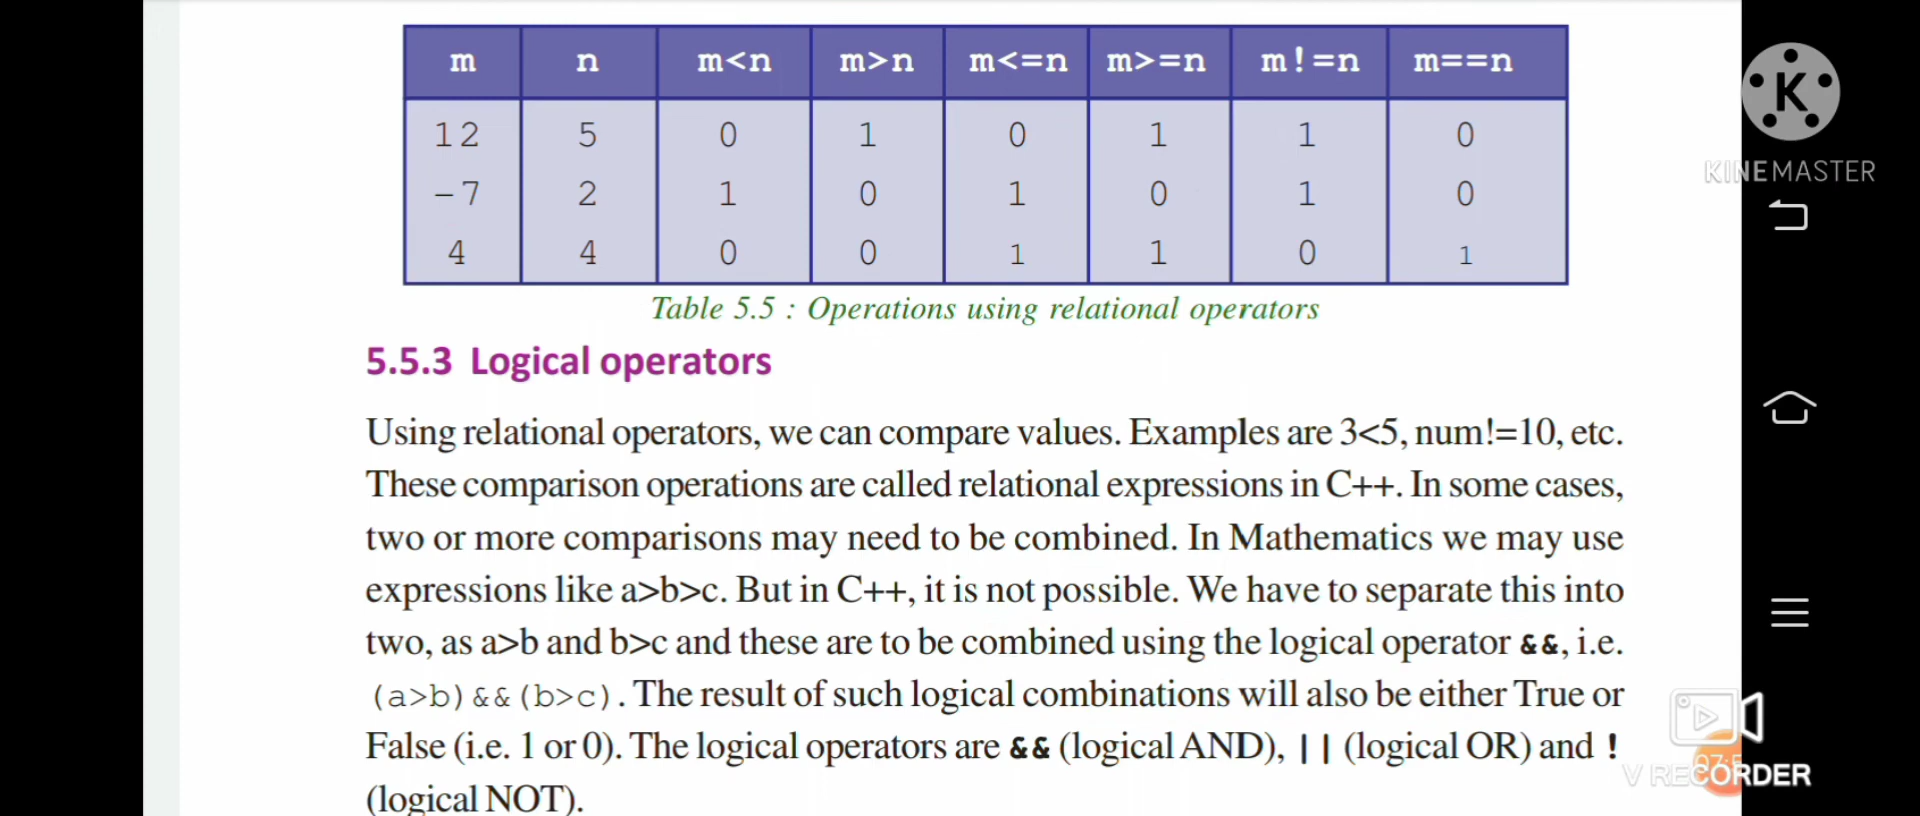 m n m<n m>n m<=n m>=n m!=n m==n
12 5 0 1 0 1 1 0
-7 2 1 0 1 0 1 0
4 4 0 0 1 1 0 1
Table 5.5 : Operations using relational operators
5.5.3 Logical operators
Using relational operators, we can compare values. Examples are 3<5, num!=10, etc.
These comparison operations are called relational expressions in C++. In some cases,
two or more comparisons may need to be combined. In Mathematics we may use
expressions like a>b>c. But in C++, it is not possible. We have to separate this into
two, as a>b and b>c and these are to be combined using the logical operator &&, i.e.
(a>b)&&(b>c). The result of such logical combinations will also be either True or
False (i.e. 1 or 0). The logical operators are && (logical AND), || (logical OR) and !
(logical NOT).
K
KINEMASTER
V RECORDER